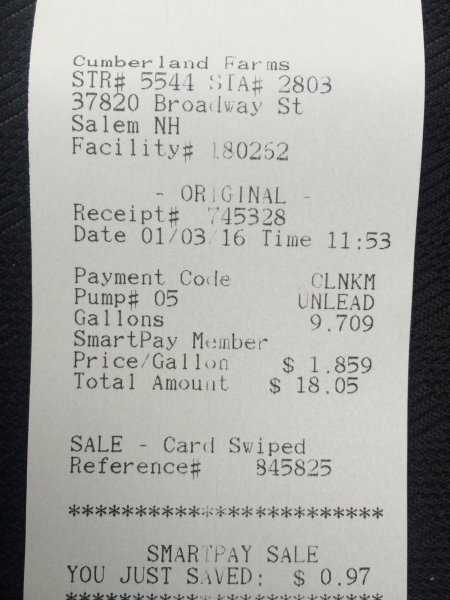 Cumberland Farms
STR# 5544 STA# 2803
37820 Broadway St
Salem NH
Facility# 180262
- ORIGINAL -
Receipt# 745328
Date 01/03/16 Time 11:53
Payment Code CLNKM
Pump# 05 UNLEAD
Gallons 9.709
SmartPay Member
Price/Gallon $ 1.859
Total Amount $ 18.05
SALE - Card Swiped
Reference# 845825
************************
SMARTPAY SALE
YOU JUST SAVED: $ 0.97
************************